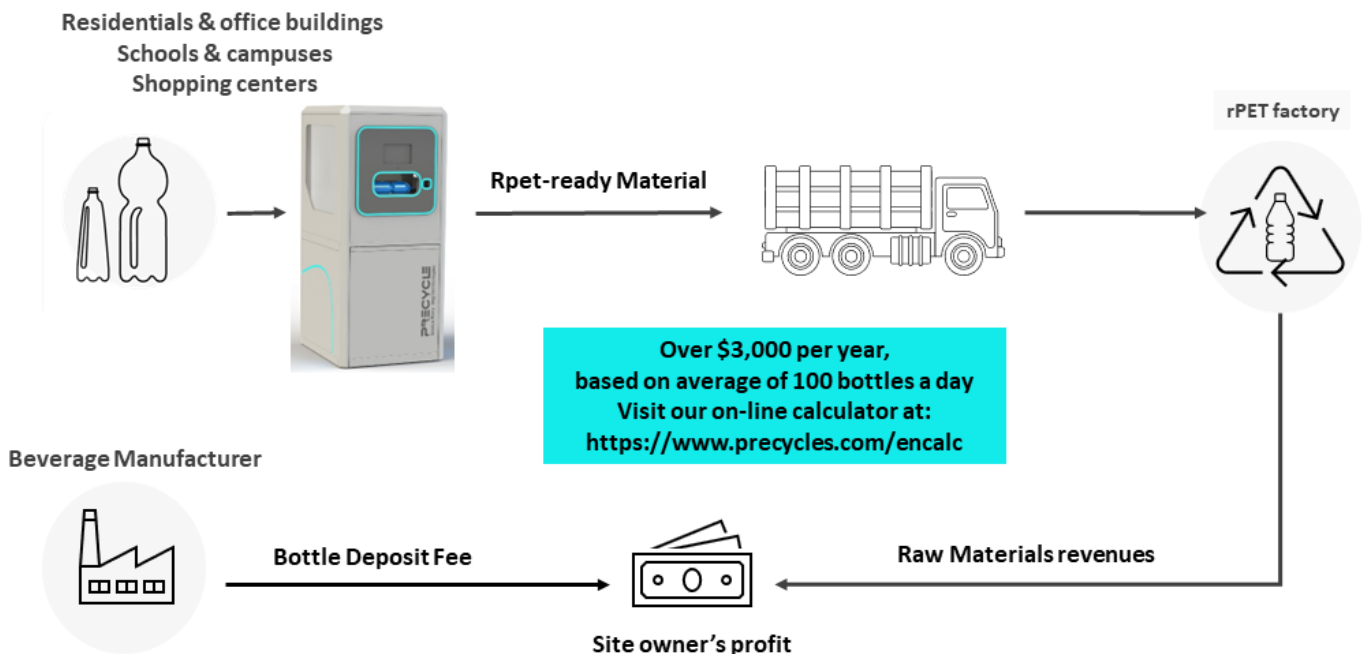 Residentials & office buildings
Schools & campuses
Shopping centers
rPET factory
Rpet-ready Material
PRECYCLE
Over $3,000 per year,
based on average of 100 bottles a day
Visit our on-line calculator at:
https://www.precycles.com/encalc
Beverage Manufacturer
Bottle Deposit Fee
Raw Materials revenues
Site owner's profit